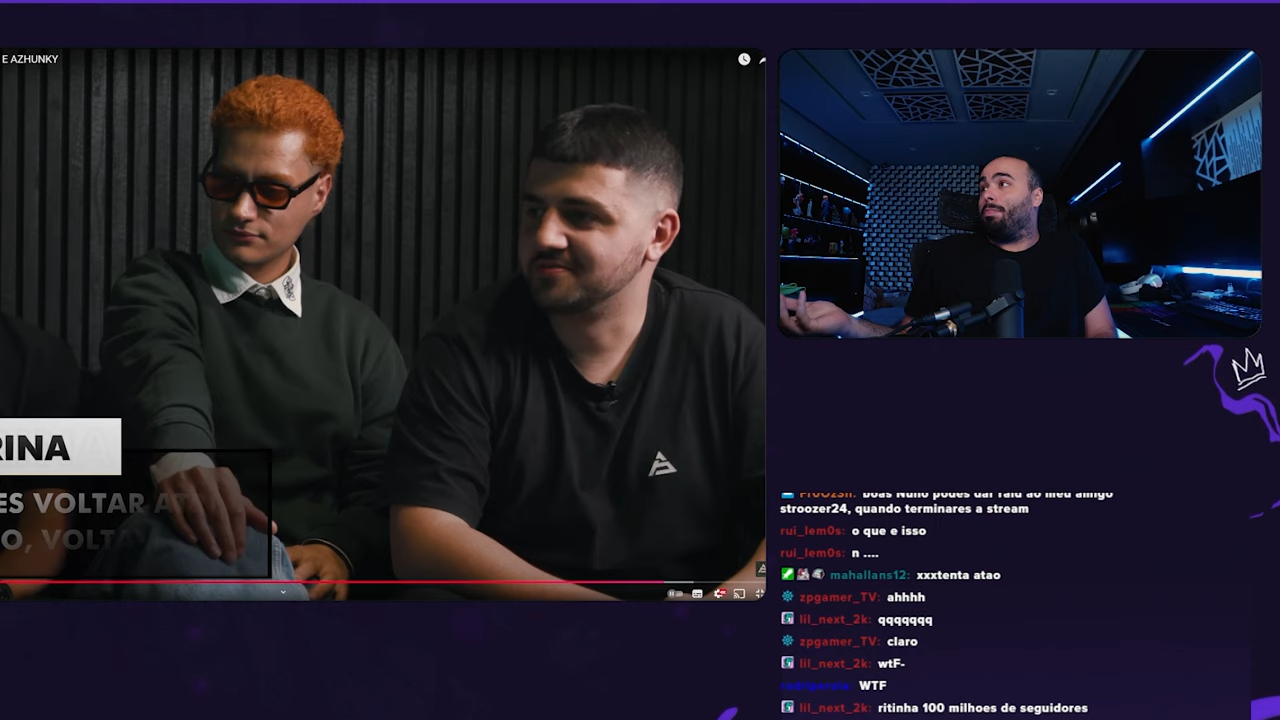 E AZHUNKY
RINA
ES VOLTAR AT
O, VOLTA
boas Nuno podes dar raid ao meu amigo
stroozer24, quando terminares a stream
rui_lem0s: o que e isso
rui_lem0s: n ....
mahallans12: xxxtenta atao
zpgamer_TV: ahhhh
lil_next_2k: qqqqqqq
zpgamer_TV: claro
lil_next_2k: wtF-
WTF
lil_next_2k: ritinha 100 milhoes de seguidores